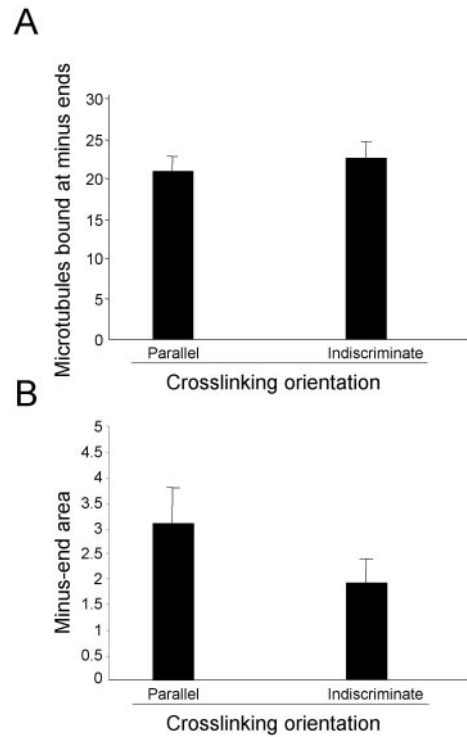 A
Microtubules bound at minus ends
30
25
20
15
10
5
0
Parallel
Indiscriminate
Crosslinking orientation
B
Minus-end area
5
4.5
4
3.5
3
2.5
2
1.5
1
0.5
0
Parallel
Indiscriminate
Crosslinking orientation